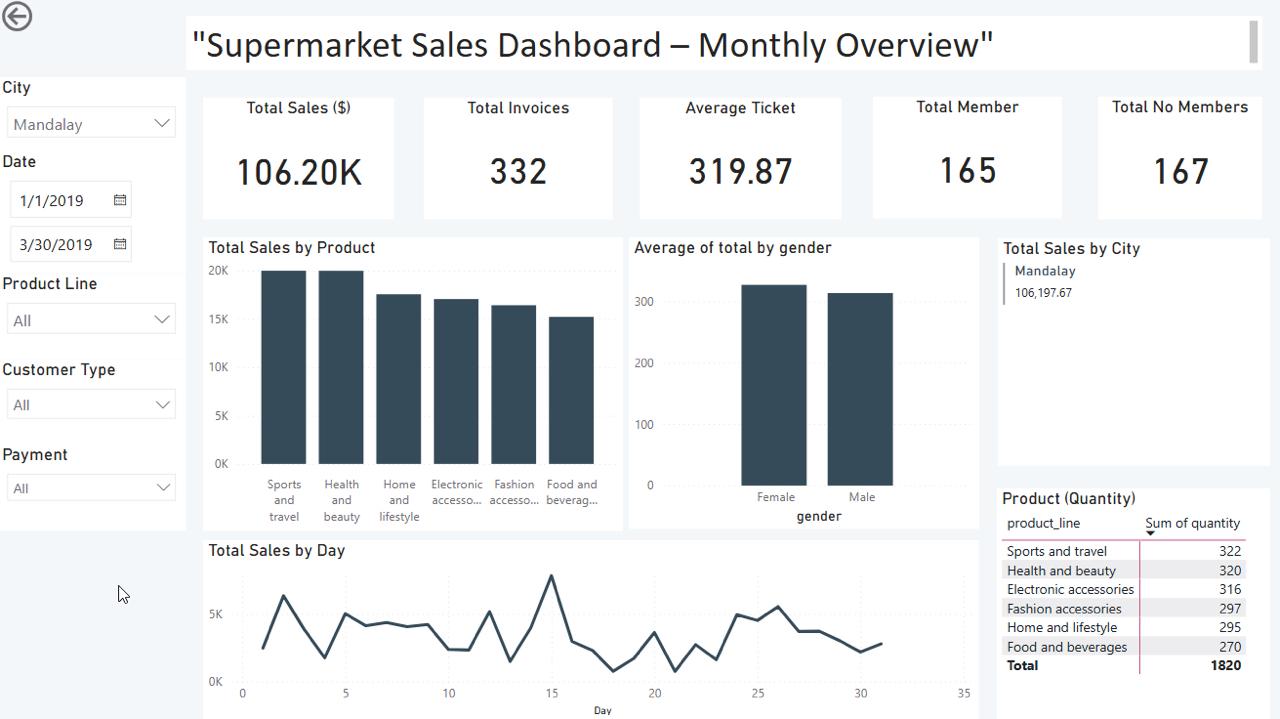 "Supermarket Sales Dashboard – Monthly Overview"
City
Mandalay
Date
1/1/2019
3/30/2019
Product Line
All
Customer Type
All
Payment
All
Total Sales ($)
106.20K
Total Invoices
332
Average Ticket
319.87
Total Member
165
Total No Members
167
Total Sales by Product
20K
15K
10K
5K
0K
Sports and travel
Health and beauty
Home and lifestyle
Electronic accesso...
Fashion accesso...
Food and beverag...
Average of total by gender
300
200
100
0
Female Male
gender
Total Sales by City
Mandalay
106,197.67
Total Sales by Day
5K
0K
0 5 10 15 20 25 30 35
Day
Product (Quantity)
product_line Sum of quantity
Sports and travel 322
Health and beauty 320
Electronic accessories 316
Fashion accessories 297
Home and lifestyle 295
Food and beverages 270
Total 1820